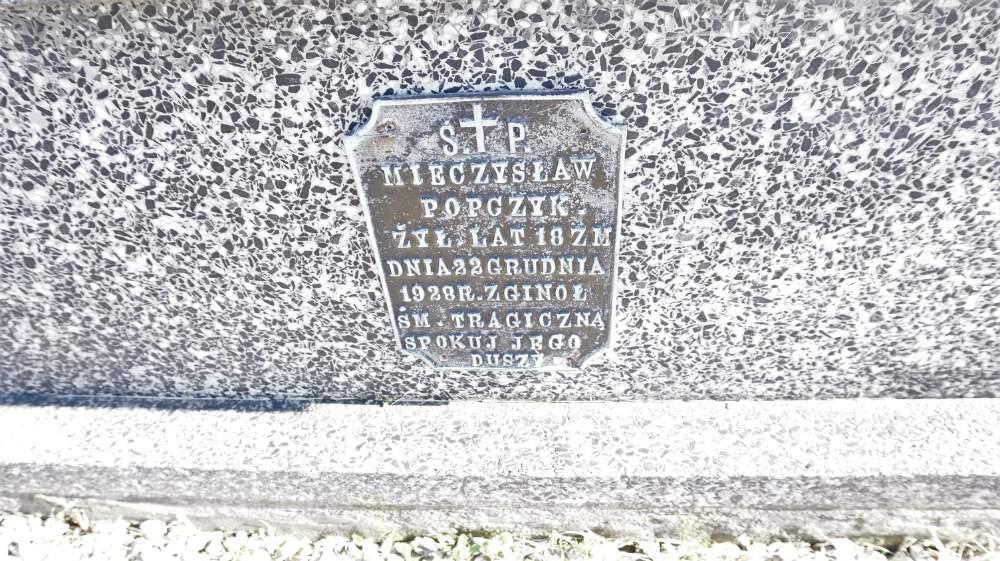 Ś.†P.
MIECZYSŁAW
POPCZYK.
ŻYŁ. LAT 18 ZM
DNIA 22 GRUDNIA
1928 R. ZGINOŁ
ŚM. TRAGICZNĄ
SPOKUJ JEGO
DUSZY